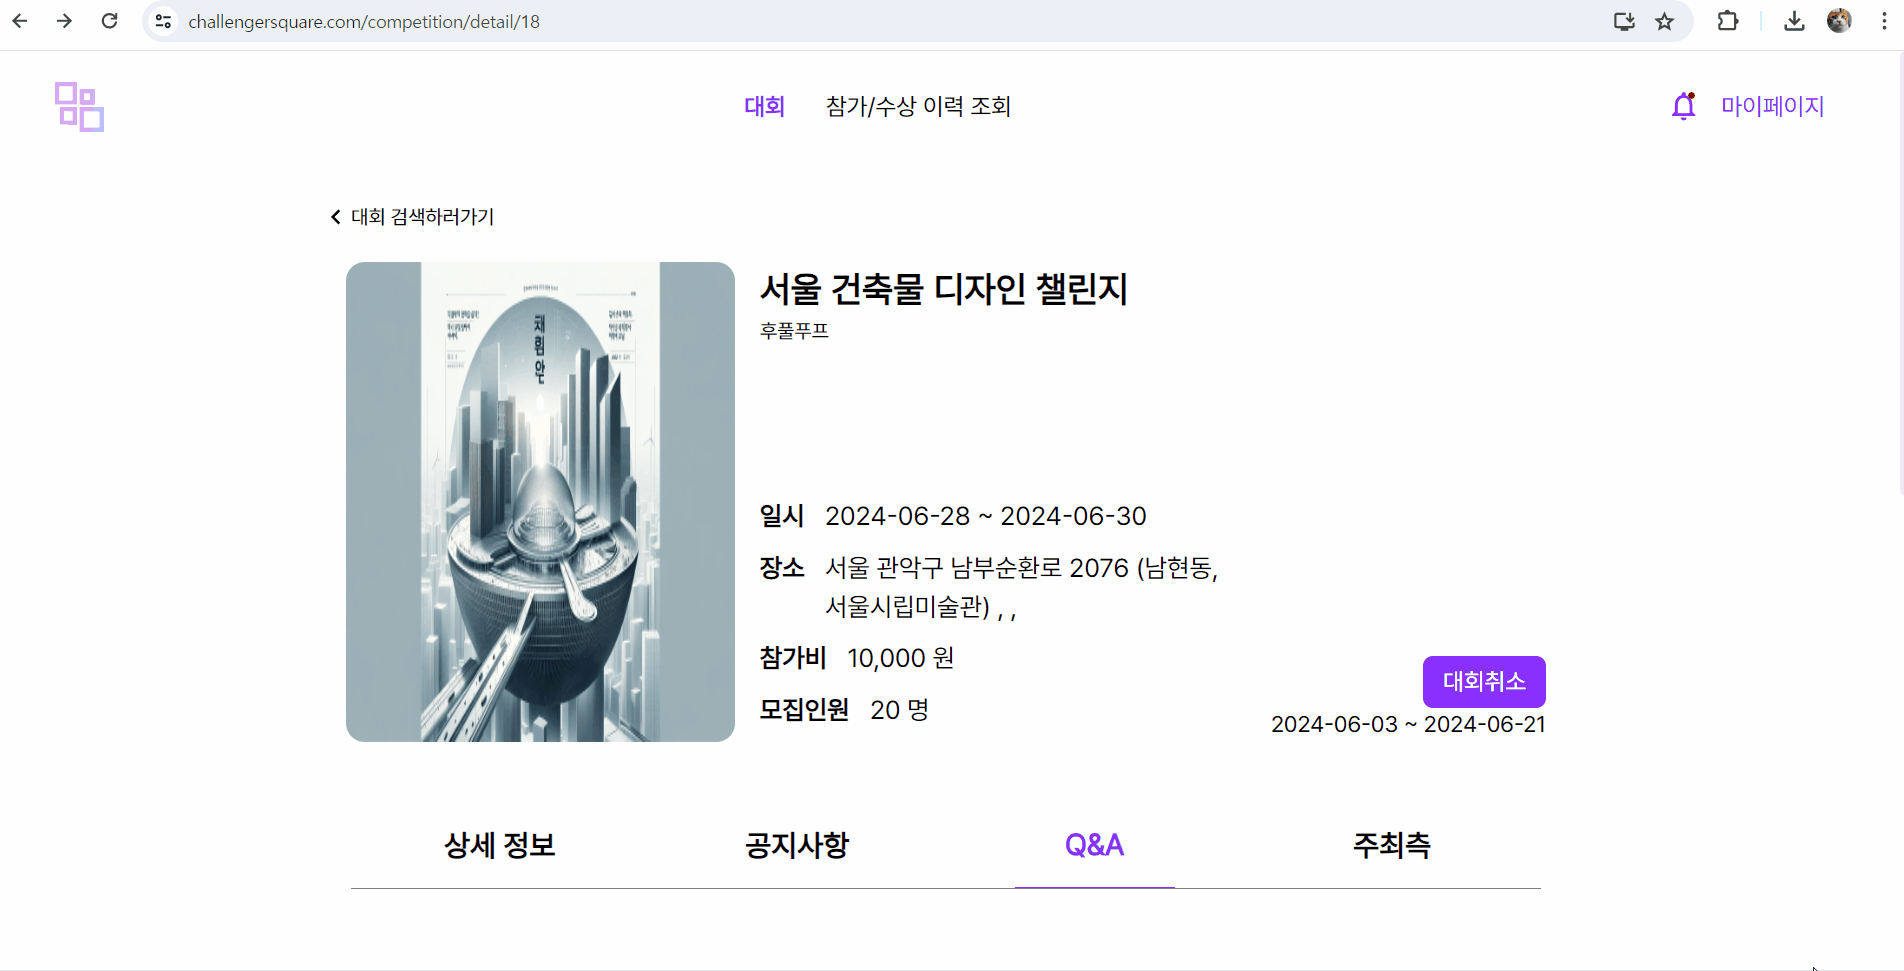 challengersquare.com/competition/detail/18
대회 참가/수상 이력 조회 마이페이지
대회 검색하러가기
서울 건축물 디자인 챌린지
후풀푸프
일시 2024-06-28 ~ 2024-06-30
장소 서울 관악구 남부순환로 2076 (남현동,
서울시립미술관) , ,
참가비 10,000 원
모집인원 20 명
대회취소
2024-06-03 ~ 2024-06-21
상세 정보 공지사항 Q&A 주최측